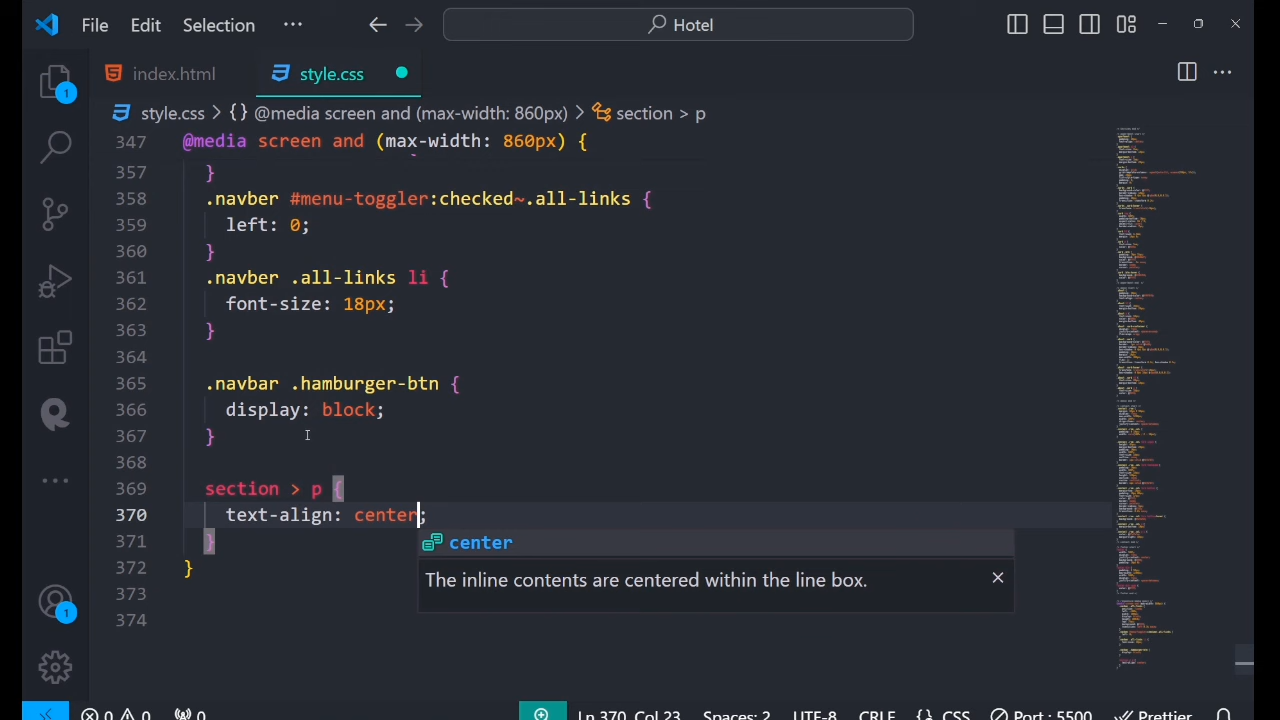 File Edit Selection ··· Hotel
index.html style.css
style.css > {} @media screen and (max-width: 860px) > section > p
347 @media screen and (max-width: 860px) {
357 }
358 .navber #menu-toggler:checked~.all-links {
359 left: 0;
360 }
361 .navber .all-links li {
362 font-size: 18px;
363 }
364
365 .navbar .hamburger-btn {
366 display: block;
367 }
368
369 section > p {
370 text-align: center;
371 }
center
372 }
The inline contents are centered within the line box.
373
374
1
1
0 0 0 Ln 370, Col 23 Spaces: 2 UTF-8 CRLF {} CSS Port : 5500 Prettier